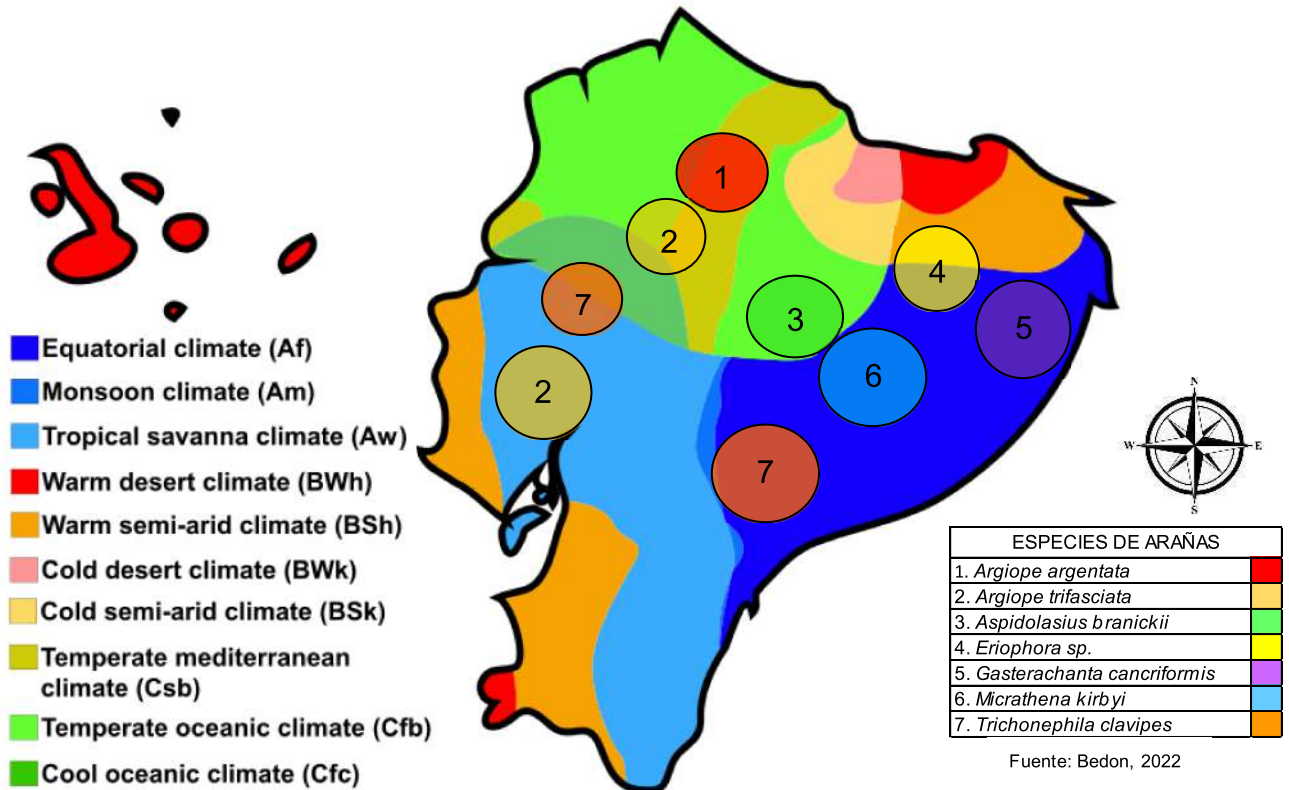 1
2
7
3
4
5
6
2
7
Equatorial climate (Af)
Monsoon climate (Am)
Tropical savanna climate (Aw)
Warm desert climate (BWh)
Warm semi-arid climate (BSh)
Cold desert climate (BWk)
Cold semi-arid climate (BSk)
Temperate mediterranean
climate (Csb)
Temperate oceanic climate (Cfb)
Cool oceanic climate (Cfc)
N
W E
S
ESPECIES DE ARAÑAS
1. Argiope argentata
2. Argiope trifasciata
3. Aspidolasius branickii
4. Eriophora sp.
5. Gasterachanta cancriformis
6. Micrathena kirbyi
7. Trichonephila clavipes
Fuente: Bedon, 2022